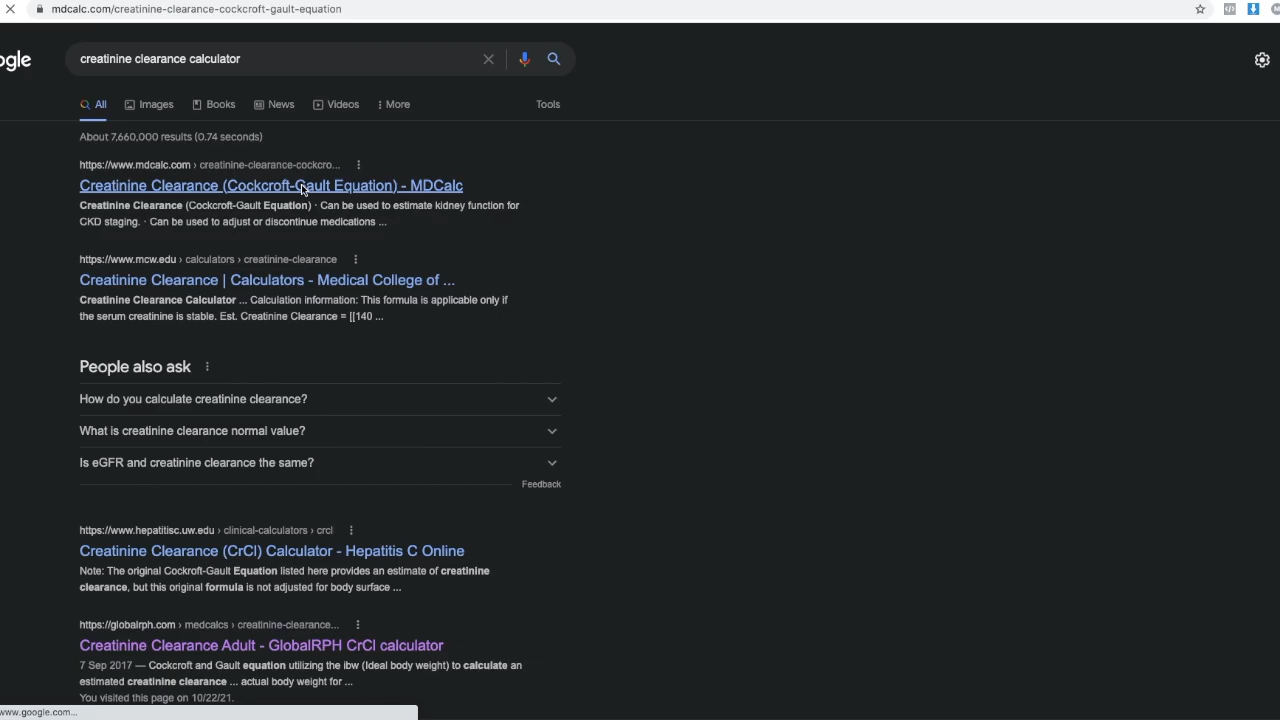 mdcalc.com/creatinine-clearance-cockcroft-gault-equation
ogle
creatinine clearance calculator
All Images Books News Videos More Tools
About 7,660,000 results (0.74 seconds)
https://www.mdcalc.com › creatinine-clearance-cockcro...
Creatinine Clearance (Cockcroft-Gault Equation) - MDCalc
Creatinine Clearance (Cockcroft-Gault Equation) · Can be used to estimate kidney function for
CKD staging. · Can be used to adjust or discontinue medications ...
https://www.mcw.edu › calculators › creatinine-clearance
Creatinine Clearance | Calculators - Medical College of ...
Creatinine Clearance Calculator ... Calculation information: This formula is applicable only if
the serum creatinine is stable. Est. Creatinine Clearance = [[140 ...
People also ask
How do you calculate creatinine clearance?
What is creatinine clearance normal value?
Is eGFR and creatinine clearance the same?
Feedback
https://www.hepatitisc.uw.edu › clinical-calculators › crcl
Creatinine Clearance (CrCl) Calculator - Hepatitis C Online
Note: The original Cockroft-Gault Equation listed here provides an estimate of creatinine
clearance, but this original formula is not adjusted for body surface ...
https://globalrph.com › medcalcs › creatinine-clearance...
Creatinine Clearance Adult - GlobalRPH CrCl calculator
7 Sep 2017 — Cockcroft and Gault equation utilizing the ibw (Ideal body weight) to calculate an
estimated creatinine clearance ... actual body weight for ...
You visited this page on 10/22/21.
www.google.com...